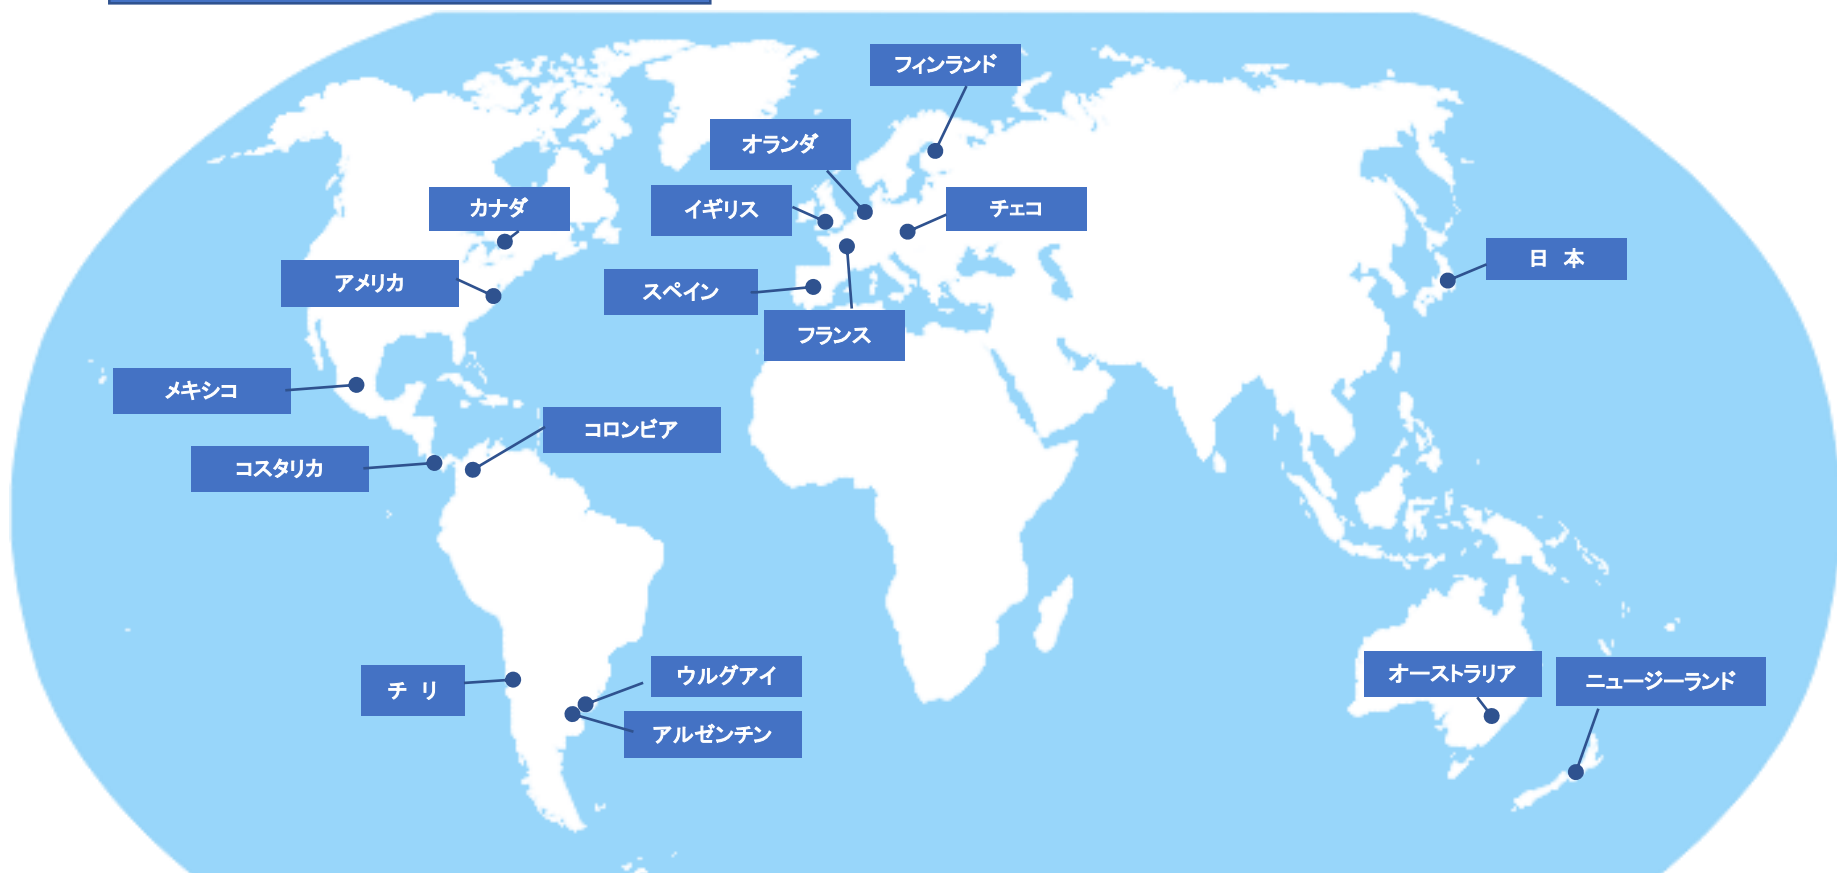 フィンランド
オランダ
カナダ
イギリス
チェコ
日　本
アメリカ
スペイン
フランス
メキシコ
コロンビア
コスタリカ
チ　リ
ウルグアイ
オーストラリア
ニュージーランド
アルゼンチン